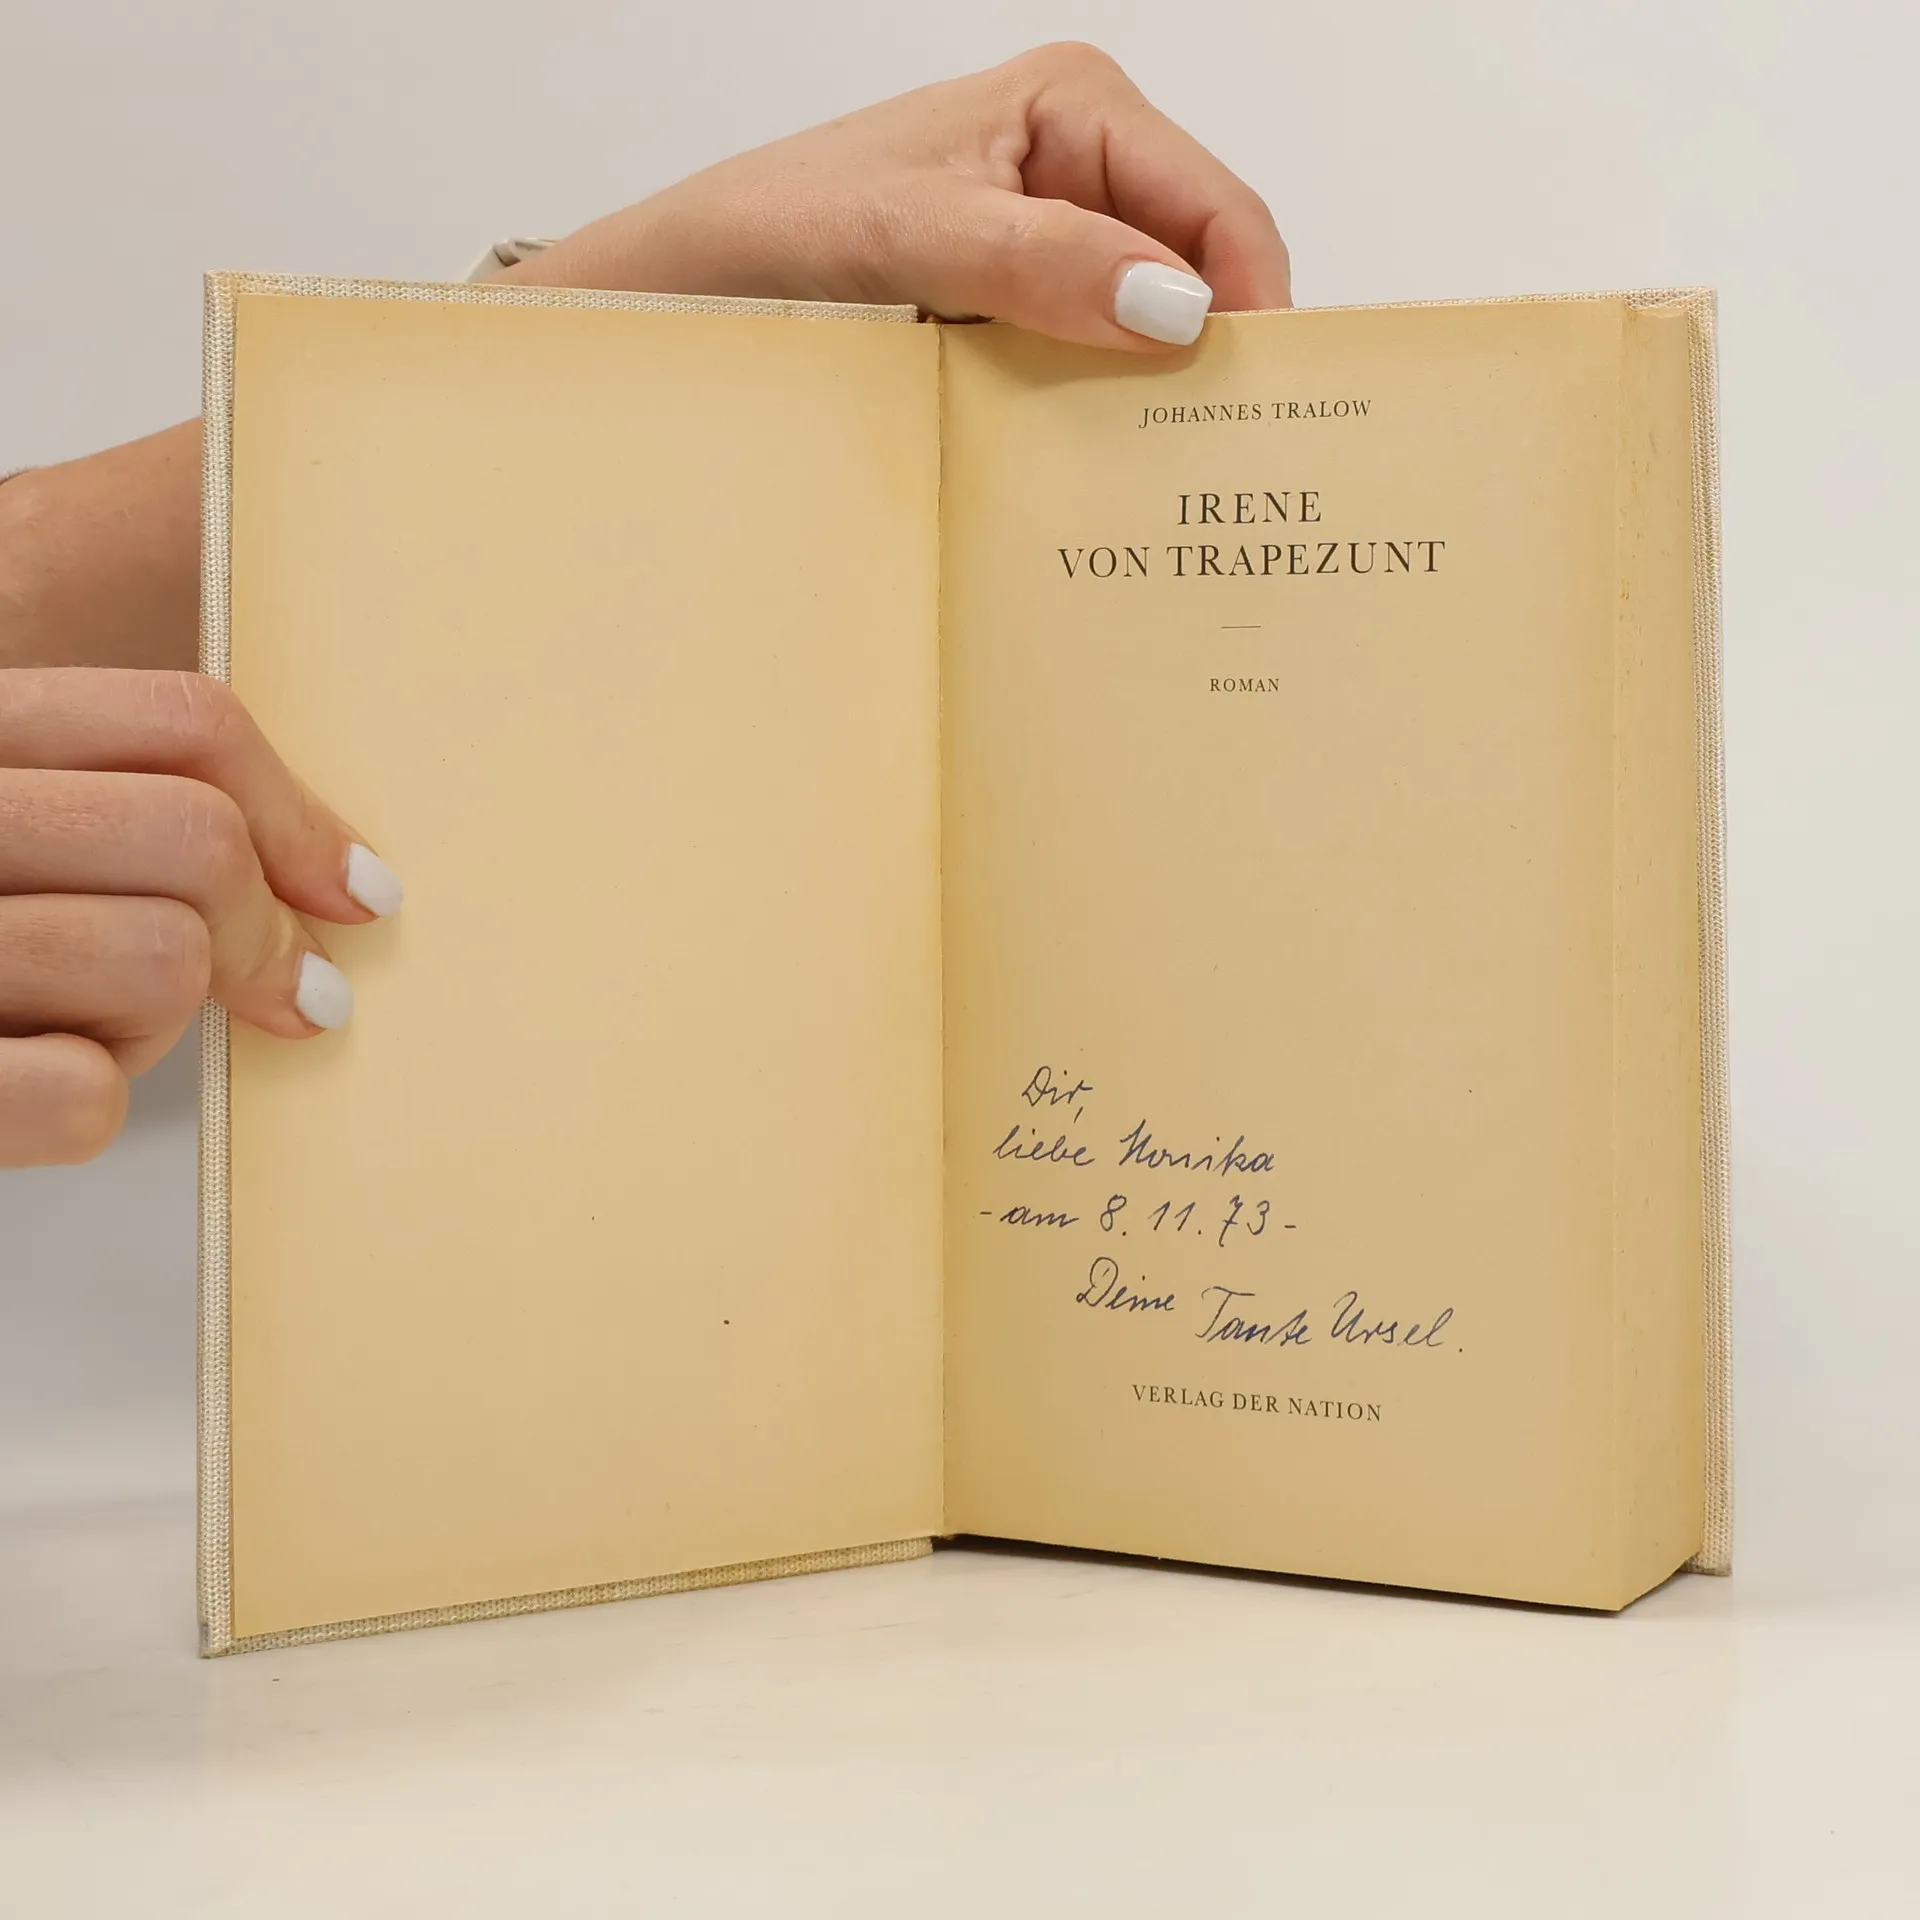 JOHANNES TRALOW
IRENE
VON TRAPEZUNT
ROMAN
Dir,
liebe Monika
- am 8. 11. 73 -
Deine Tante Ursel.
VERLAG DER NATION